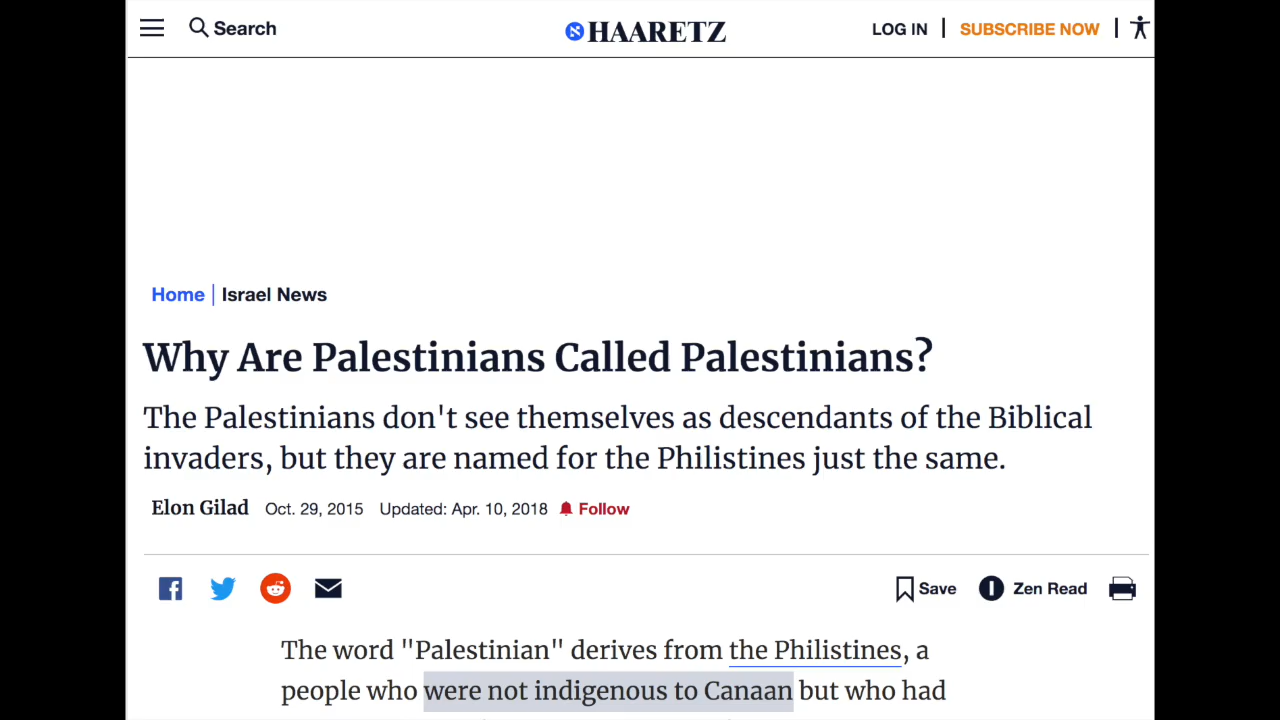 Search
HAARETZ
LOG IN | SUBSCRIBE NOW |
Home | Israel News
Why Are Palestinians Called Palestinians?
The Palestinians don't see themselves as descendants of the Biblical
invaders, but they are named for the Philistines just the same.
Elon Gilad Oct. 29, 2015 Updated: Apr. 10, 2018 Follow
Save Zen Read
The word "Palestinian" derives from the Philistines, a
people who were not indigenous to Canaan but who had